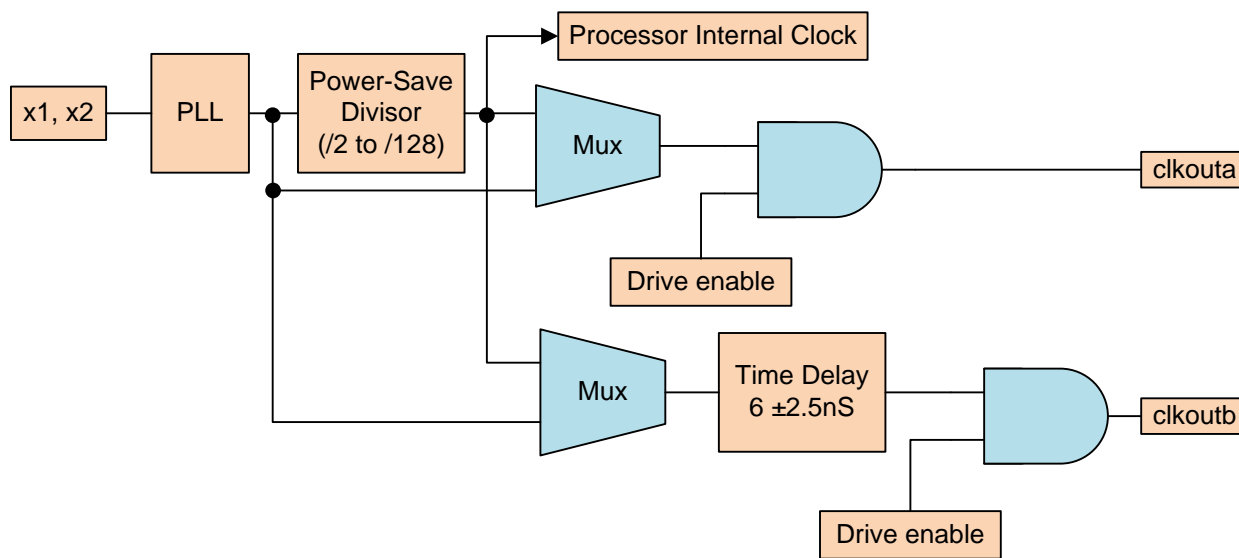 Processor Internal Clock
x1, x2
PLL
Power-Save
Divisor
(/2 to /128)
Mux
clkouta
Drive enable
Mux
Time Delay
6 ±2.5nS
clkoutb
Drive enable